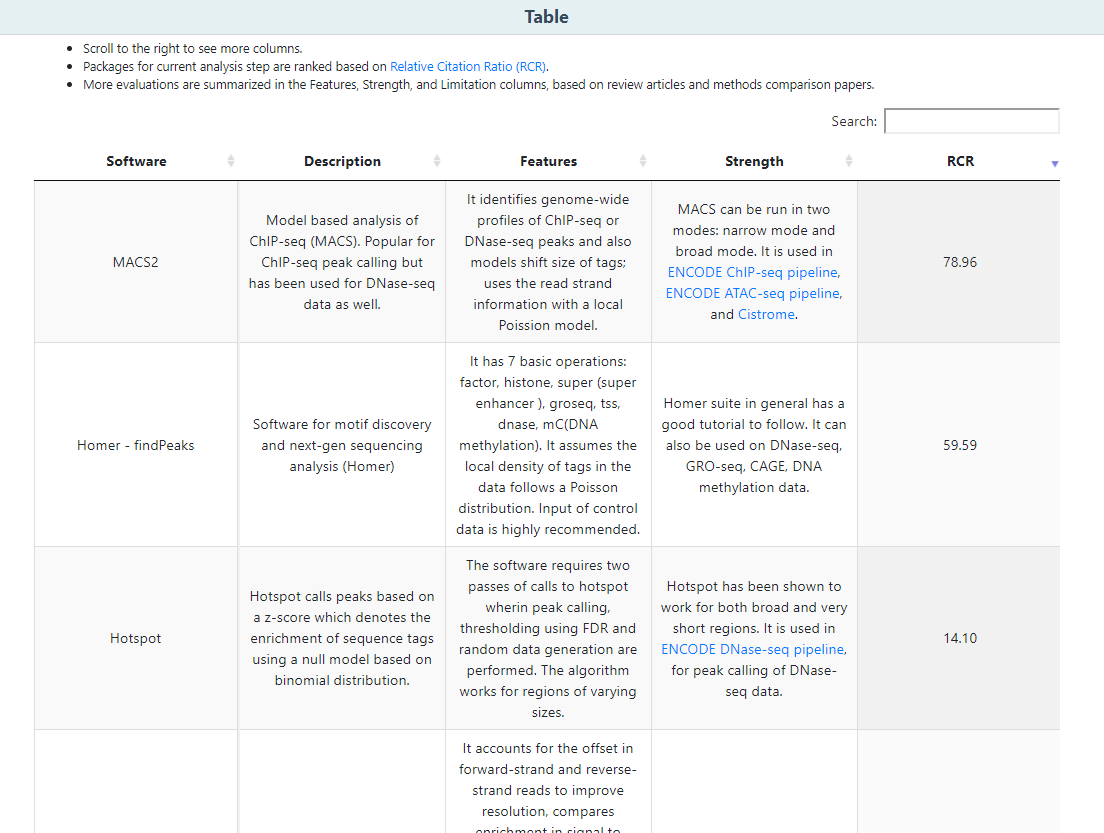 Table
Scroll to the right to see more columns.
Packages for current analysis step are ranked based on Relative Citation Ratio (RCR).
More evaluations are summarized in the Features, Strength, and Limitation columns, based on review articles and methods comparison papers.
Search:
Software
Description
Features
Strength
RCR
MACS2
Model based analysis of
ChIP-seq (MACS). Popular for
ChIP-seq peak calling but
has been used for DNase-seq
data as well.
It identifies genome-wide
profiles of ChIP-seq or
DNase-seq peaks and also
models shift size of tags;
uses the read strand
information with a local
Poission model.
MACS can be run in two
modes: narrow mode and
broad mode. It is used in
ENCODE ChIP-seq pipeline,
ENCODE ATAC-seq pipeline,
and Cistrome.
78.96
Homer - findPeaks
Software for motif discovery
and next-gen sequencing
analysis (Homer)
It has 7 basic operations:
factor, histone, super (super
enhancer ), groseq, tss,
dnase, mC(DNA
methylation). It assumes the
local density of tags in the
data follows a Poisson
distribution. Input of control
data is highly recommended.
Homer suite in general has a
good tutorial to follow. It can
also be used on DNase-seq,
GRO-seq, CAGE, DNA
methylation data.
59.59
Hotspot
Hotspot calls peaks based on
a z-score which denotes the
enrichment of sequence tags
using a null model based on
binomial distribution.
The software requires two
passes of calls to hotspot
wherin peak calling,
thresholding using FDR and
random data generation are
performed. The algorithm
works for regions of varying
sizes.
Hotspot has been shown to
work for both broad and very
short regions. It is used in
ENCODE DNase-seq pipeline,
for peak calling of DNase-
seq data.
14.10
It accounts for the offset in
forward-strand and reverse-
strand reads to improve
resolution, compares
enrichment in signal to